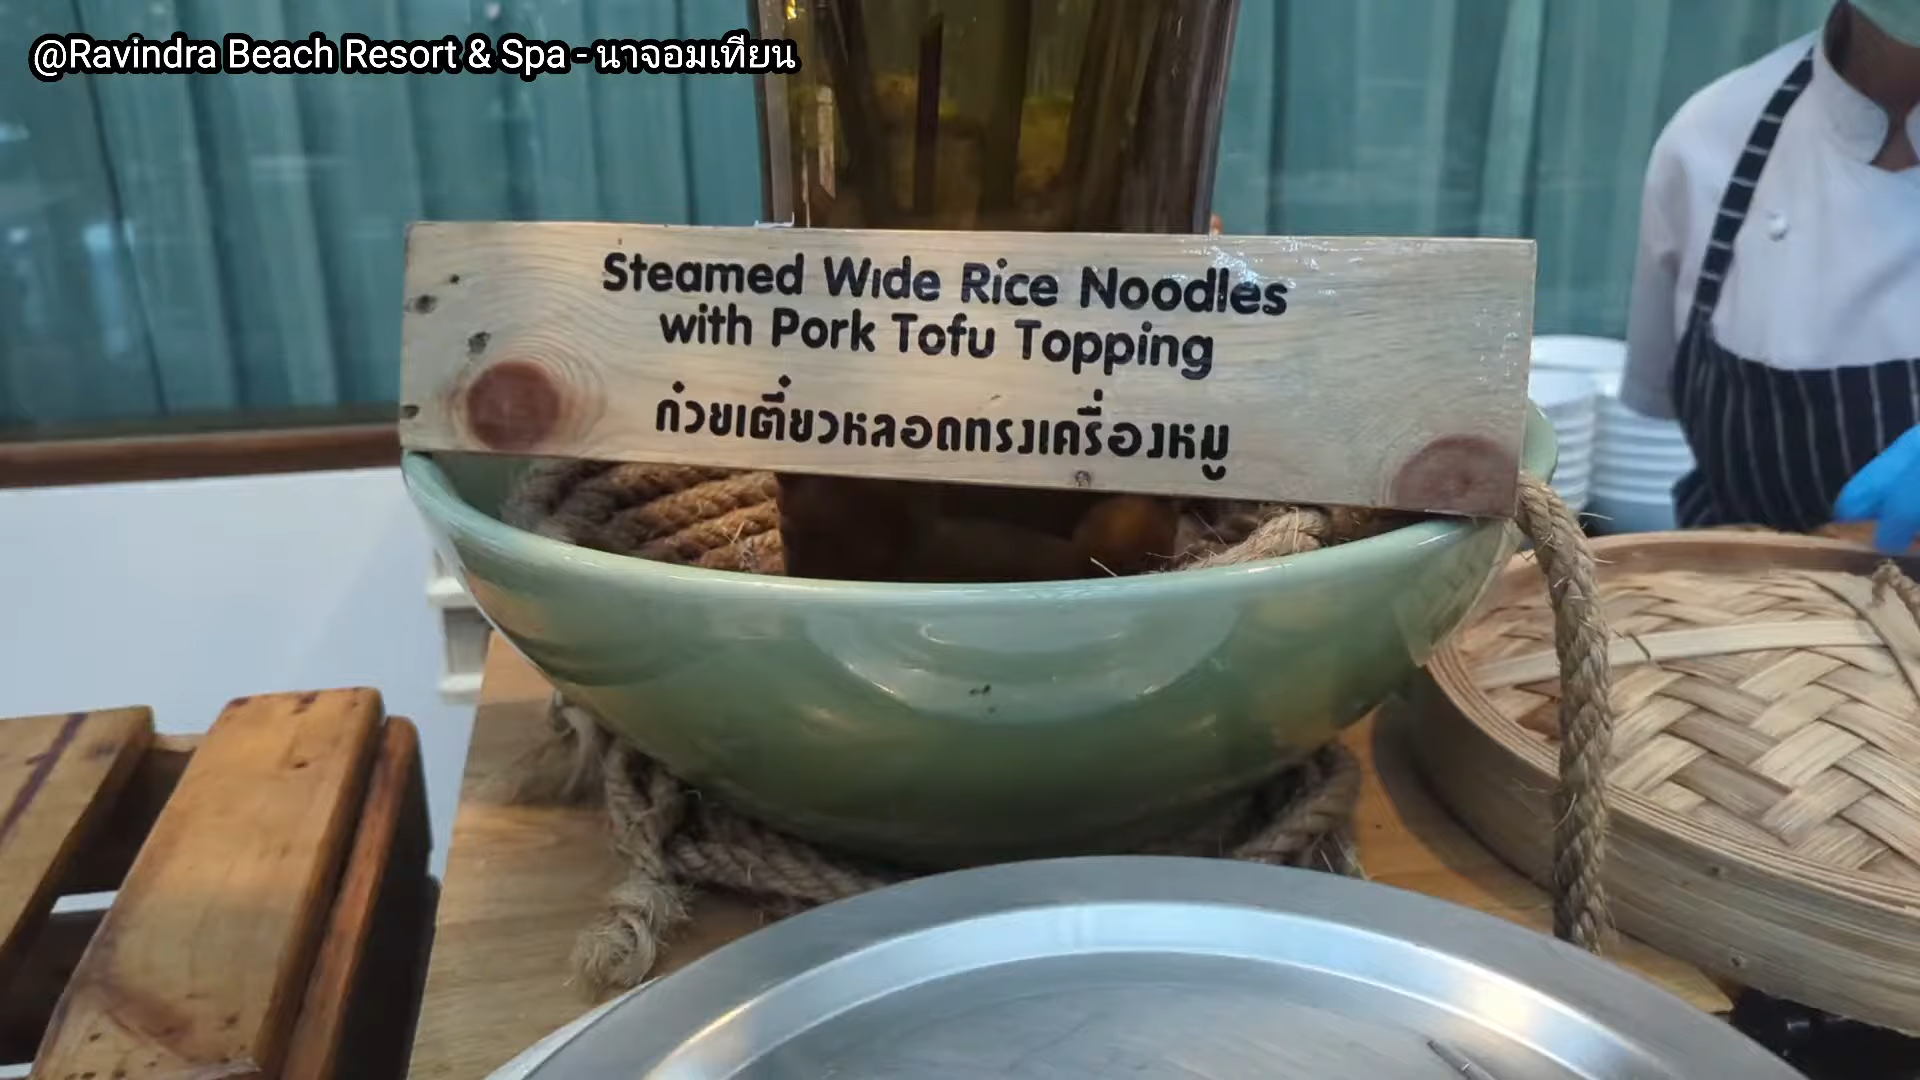 @Ravindra Beach Resort & Spa - นาจอมเทียน
Steamed Wide Rice Noodles
with Pork Tofu Topping
ก๋วยเตี๋ยวหลอดทรงเครื่องหมู